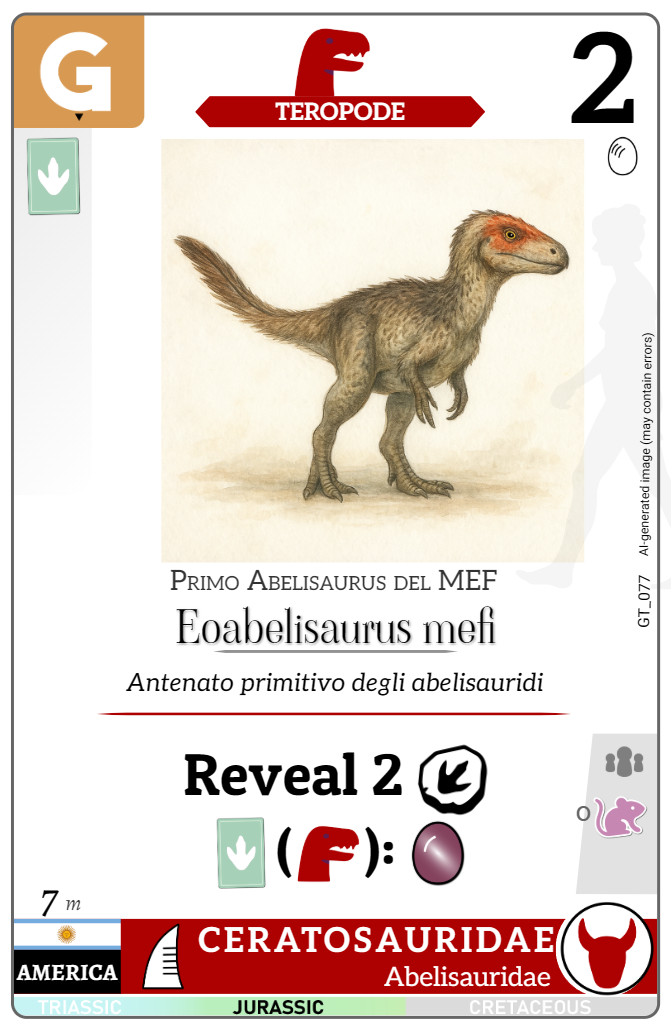 G
TEROPODE
2
AI-generated image (may contain errors)
GT_077
Primo Abelisaurus del MEF
Eoabelisaurus mefi
Antenato primitivo degli abelisauridi
Reveal 2
( ):
o
7 m
CERATOSAURIDAE
AMERICA
Abelisauridae
TRIASSIC JURASSIC CRETACEOUS